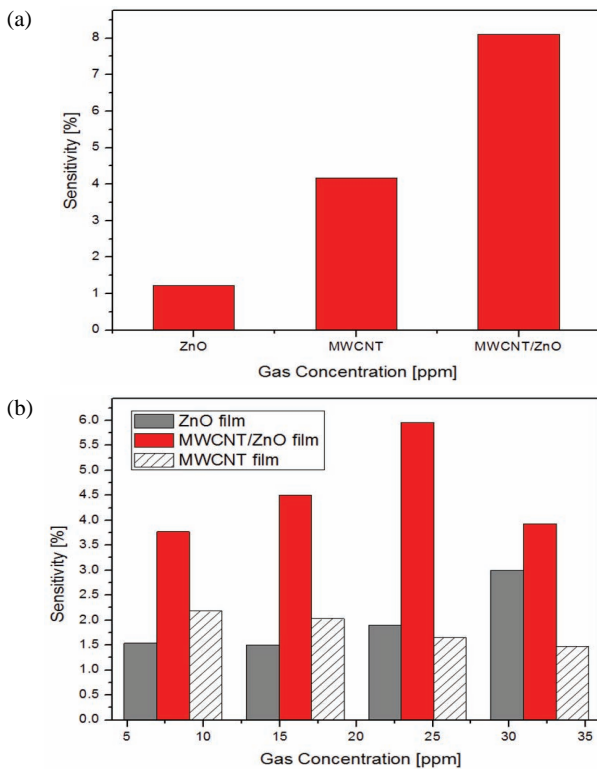 (a)
8
7
6
5
4
3
2
1
0
Sensitivity [%]
ZnO MWCNT MWCNT/ZnO
Gas Concentration [ppm]
(b)
ZnO film
MWCNT/ZnO film
MWCNT film
6.0
5.5
5.0
4.5
4.0
3.5
3.0
2.5
2.0
1.5
1.0
0.5
0.0
Sensitivity [%]
5 10 15 20 25 30 35
Gas Concentration [ppm]